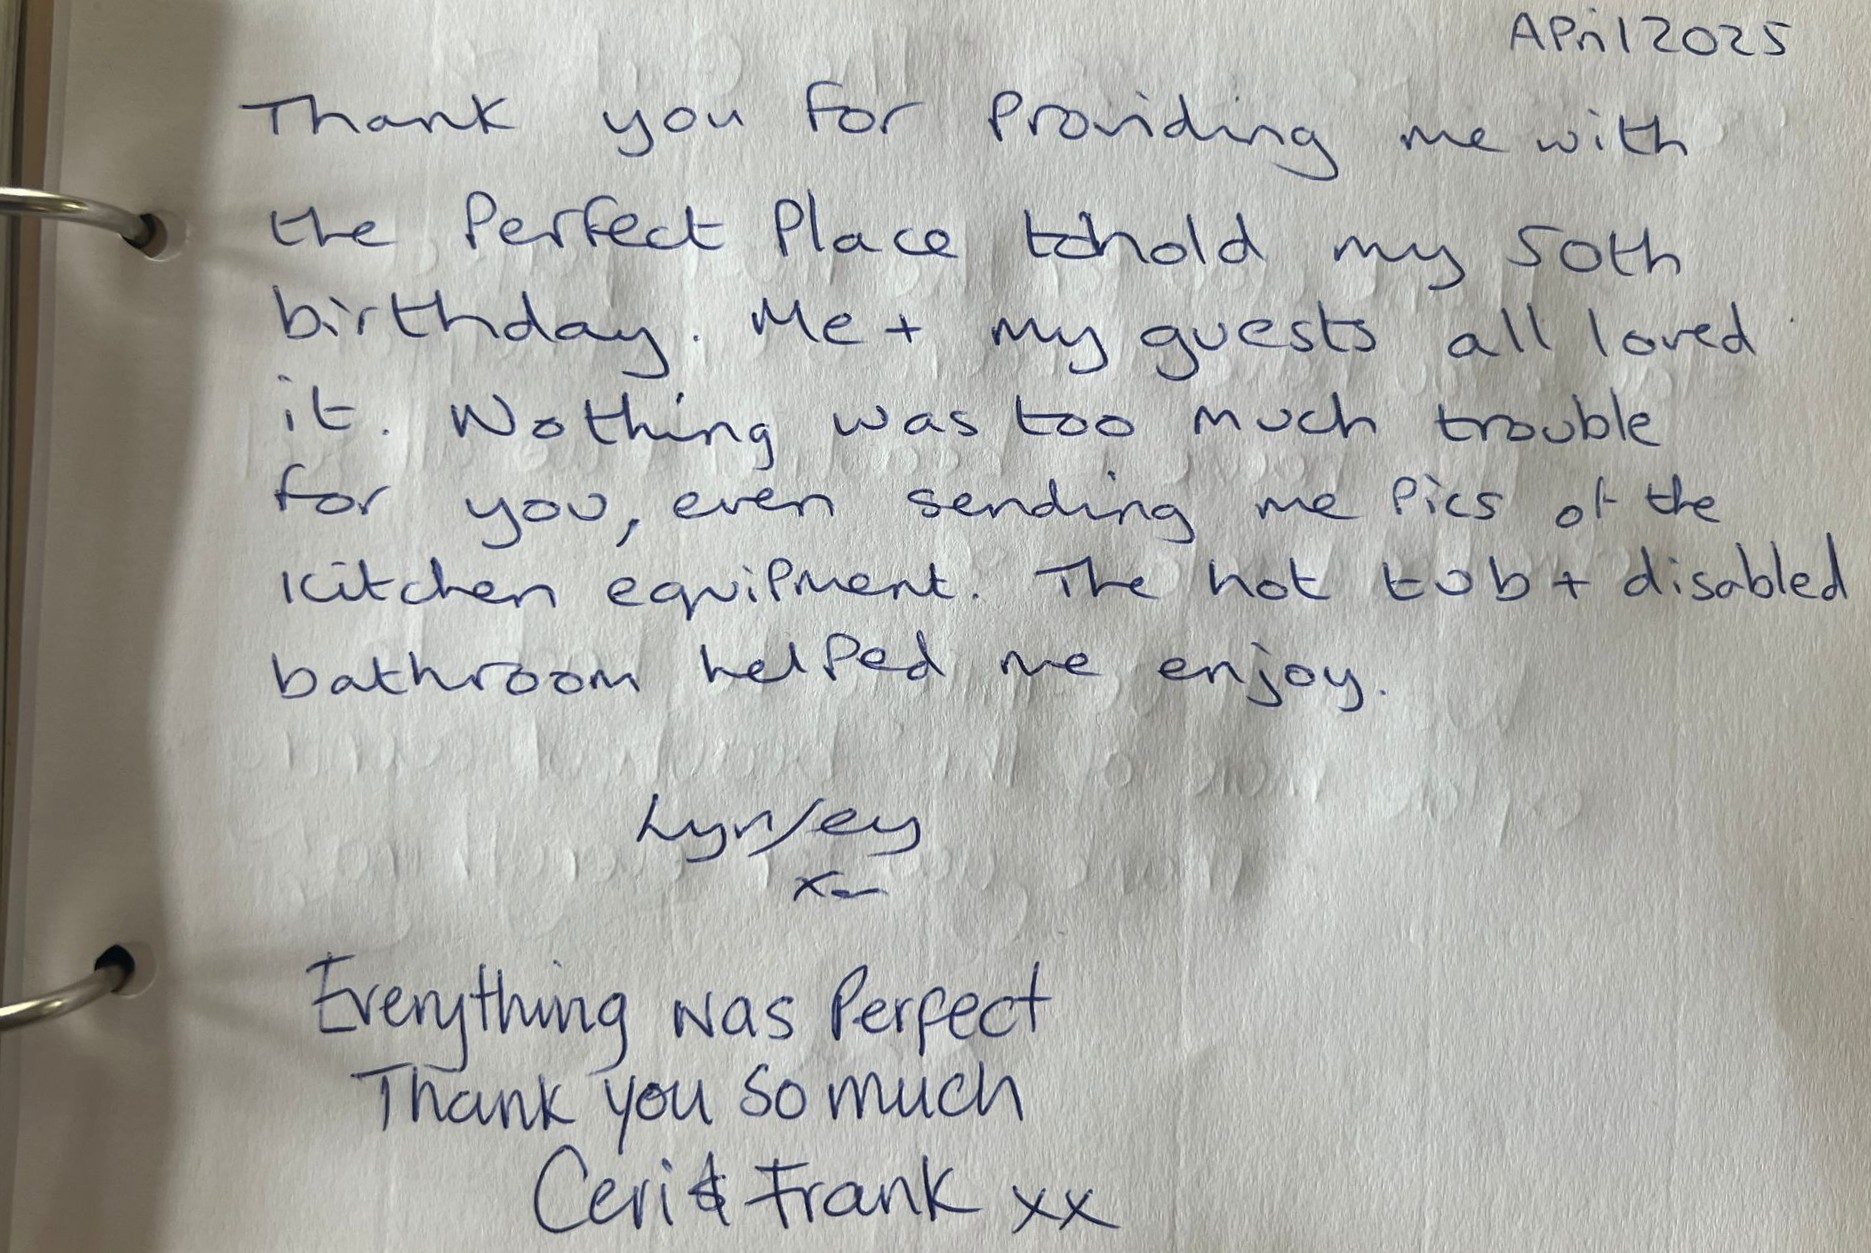 April 2025
Thank you for providing me with
the perfect place to hold my 50th
birthday. Me + my guests all loved
it. Nothing was too much trouble
for you, even sending me pics of the
kitchen equipment. The hot tub + disabled
bathroom helped me enjoy.
Lynsey
x
Everything was Perfect
Thank you so much
Ceri & Frank xx